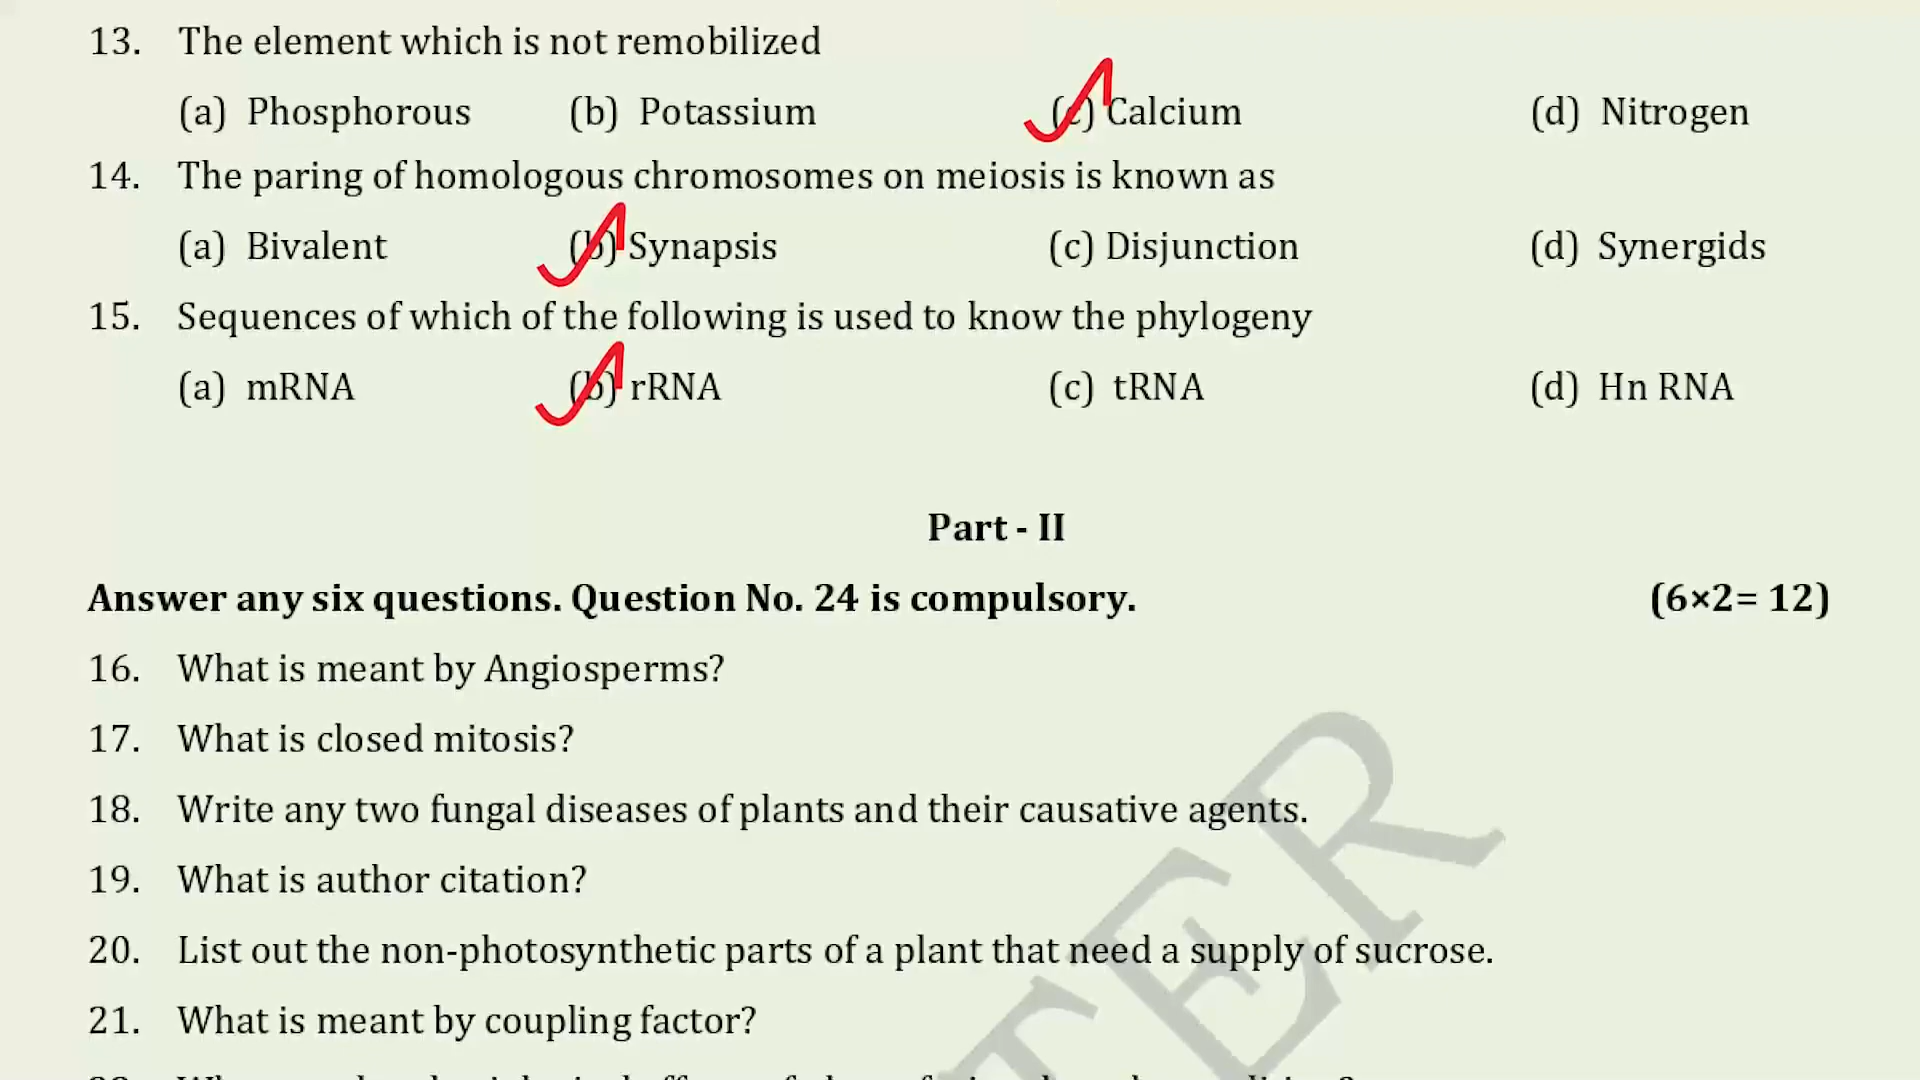 13. The element which is not remobilized
(a) Phosphorous (b) Potassium (c) Calcium (d) Nitrogen
14. The paring of homologous chromosomes on meiosis is known as
(a) Bivalent (b) Synapsis (c) Disjunction (d) Synergids
15. Sequences of which of the following is used to know the phylogeny
(a) mRNA (b) rRNA (c) tRNA (d) Hn RNA
Part - II
Answer any six questions. Question No. 24 is compulsory. (6×2= 12)
16. What is meant by Angiosperms?
17. What is closed mitosis?
18. Write any two fungal diseases of plants and their causative agents.
19. What is author citation?
20. List out the non-photosynthetic parts of a plant that need a supply of sucrose.
21. What is meant by coupling factor?
TER